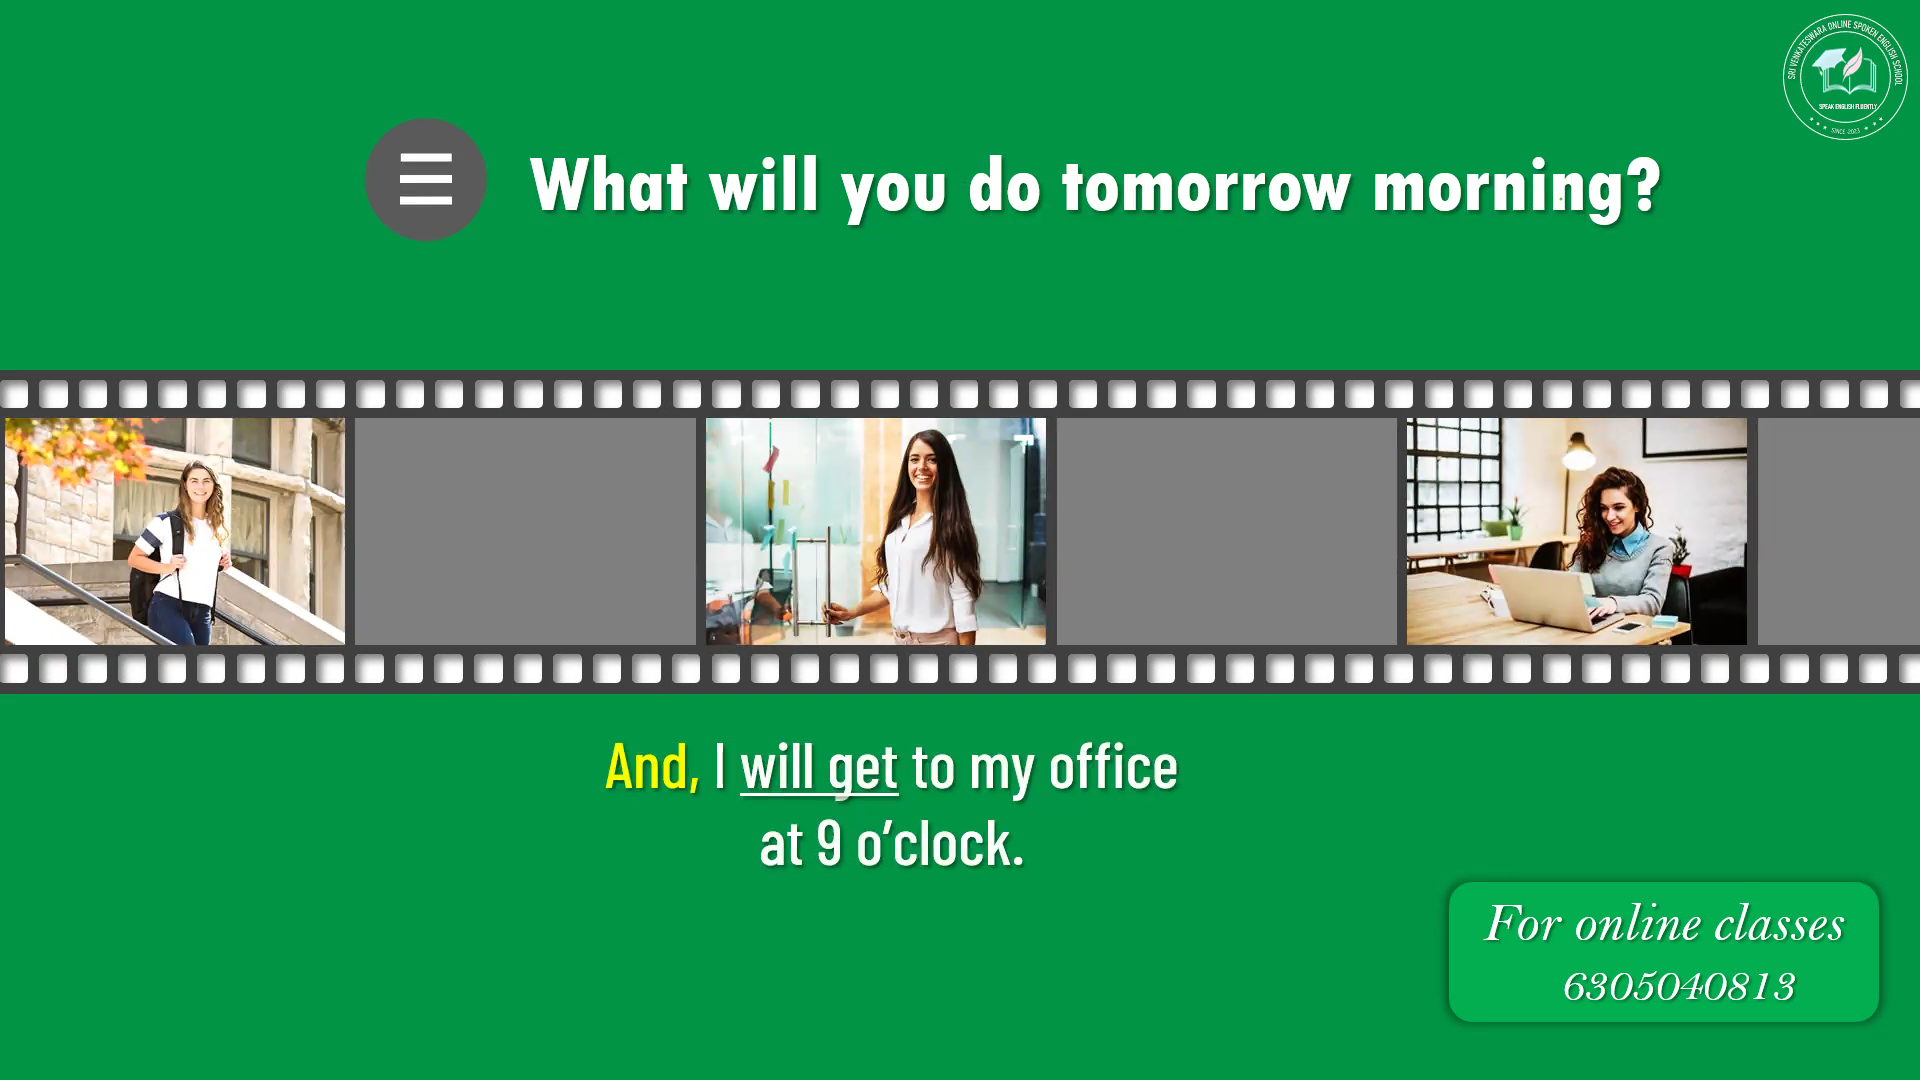 SRI VENKATESWARA ONLINE SPOKEN ENGLISH SCHOOL
SPEAK ENGLISH FLUENTLY
SINCE 2023
What will you do tomorrow morning?
And, I will get to my office
at 9 o’clock.
For online classes
6305040813